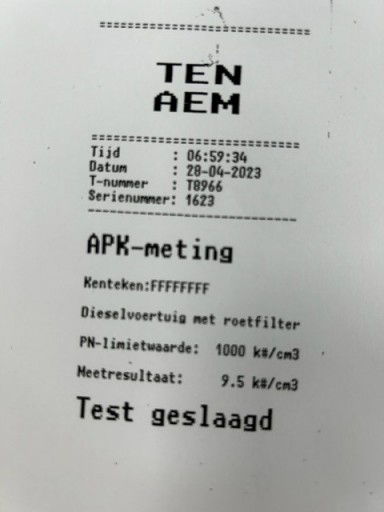 ==============================
TEN
AEM
==============================
Tijd : 06:59:34
Datum : 28-04-2023
T-nummer : T8966
Serienummer: 1623
------------------------------
APK-meting
Kenteken:FFFFFFFF
Dieselvoertuig met roetfilter
PN-limietwaarde: 1000 k#/cm3
Meetresultaat: 9.5 k#/cm3
Test geslaagd